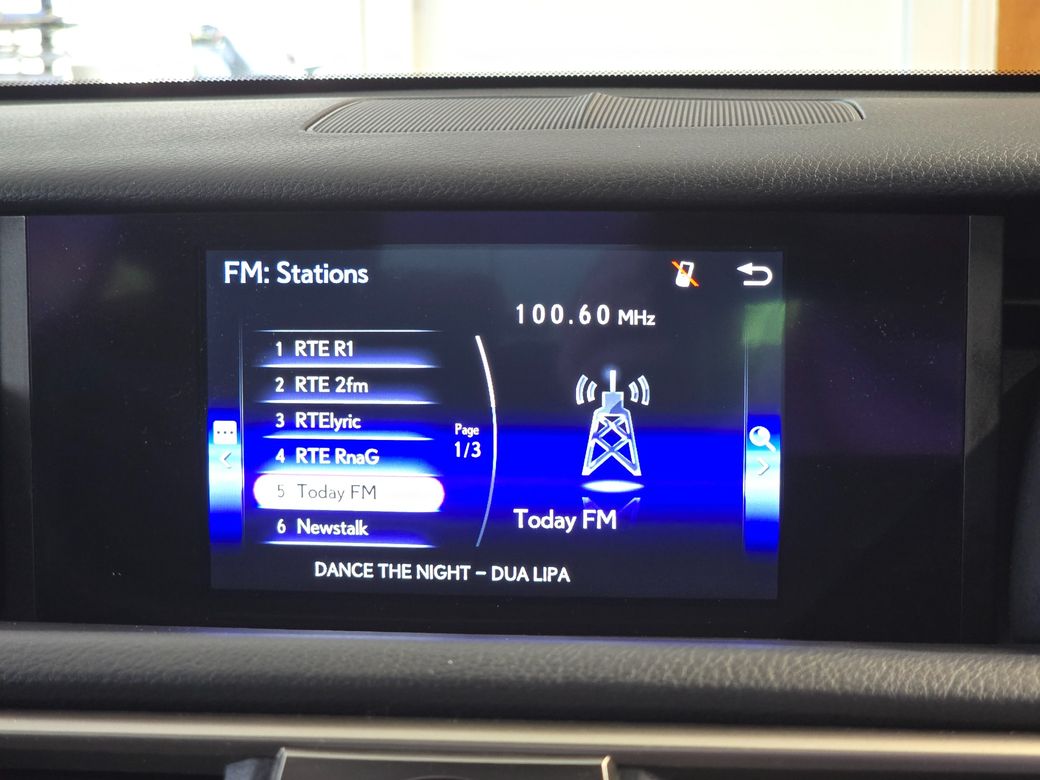 FM: Stations
100.60 MHz
1 RTE R1
2 RTE 2fm
3 RTElyric
4 RTE RnaG
5 Today FM
6 Newstalk
Page
1/3
Today FM
DANCE THE NIGHT – DUA LIPA